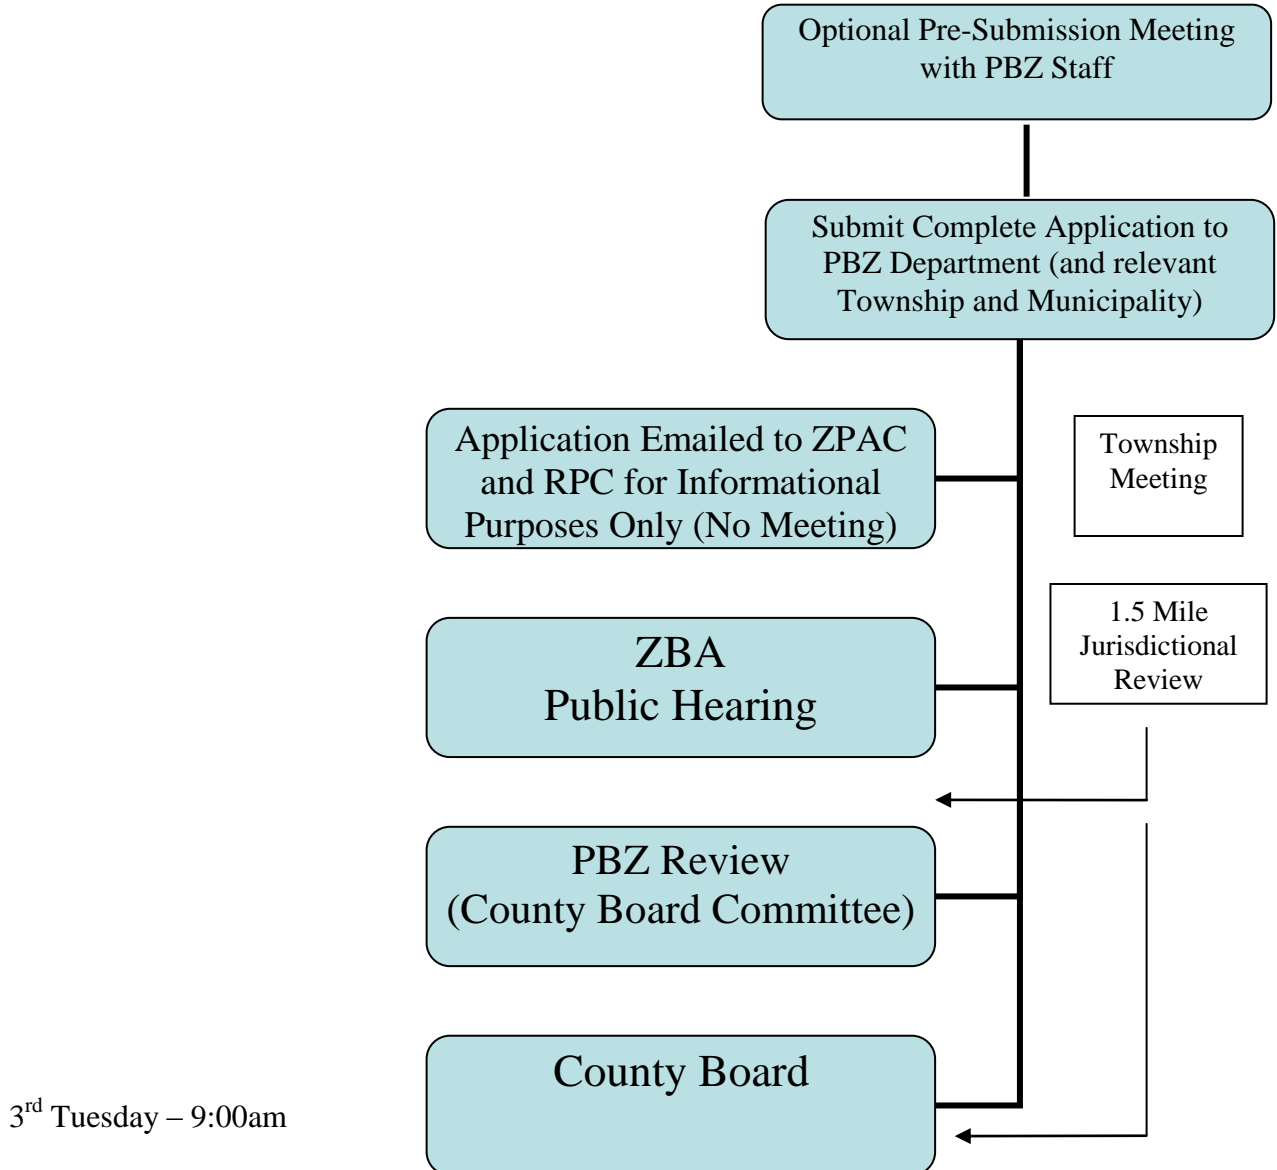 Optional Pre-Submission Meeting
with PBZ Staff
Submit Complete Application to
PBZ Department (and relevant
Township and Municipality)
Application Emailed to ZPAC
and RPC for Informational
Purposes Only (No Meeting)
Township
Meeting
1.5 Mile
Jurisdictional
Review
ZBA
Public Hearing
PBZ Review
(County Board Committee)
County Board
3rd Tuesday – 9:00am